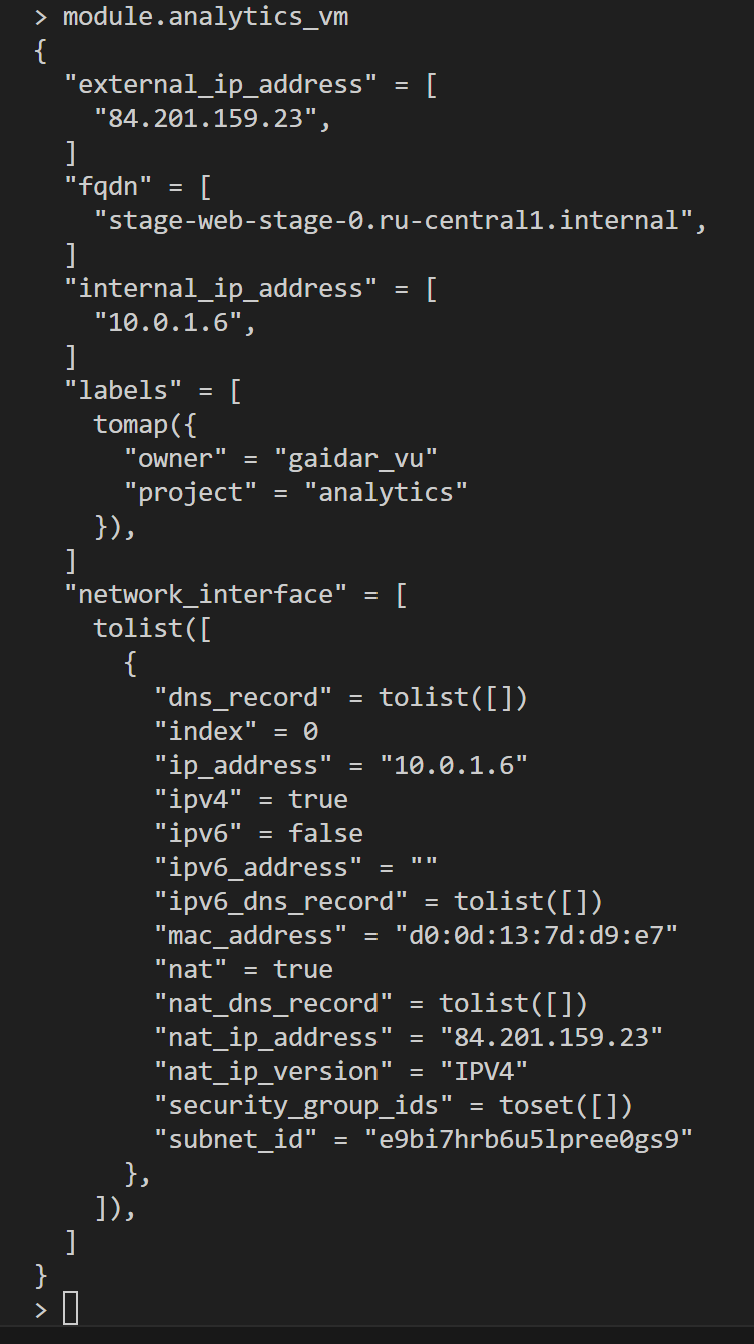 > module.analytics_vm
{
  "external_ip_address" = [
    "84.201.159.23",
  ]
  "fqdn" = [
    "stage-web-stage-0.ru-central1.internal",
  ]
  "internal_ip_address" = [
    "10.0.1.6",
  ]
  "labels" = [
    tomap({
      "owner" = "gaidar_vu"
      "project" = "analytics"
    }),
  ]
  "network_interface" = [
    tolist([
      {
        "dns_record" = tolist([])
        "index" = 0
        "ip_address" = "10.0.1.6"
        "ipv4" = true
        "ipv6" = false
        "ipv6_address" = ""
        "ipv6_dns_record" = tolist([])
        "mac_address" = "d0:0d:13:7d:d9:e7"
        "nat" = true
        "nat_dns_record" = tolist([])
        "nat_ip_address" = "84.201.159.23"
        "nat_ip_version" = "IPV4"
        "security_group_ids" = toset([])
        "subnet_id" = "e9bi7hrb6u5lpree0gs9"
      },
    ]),
  ]
}
>